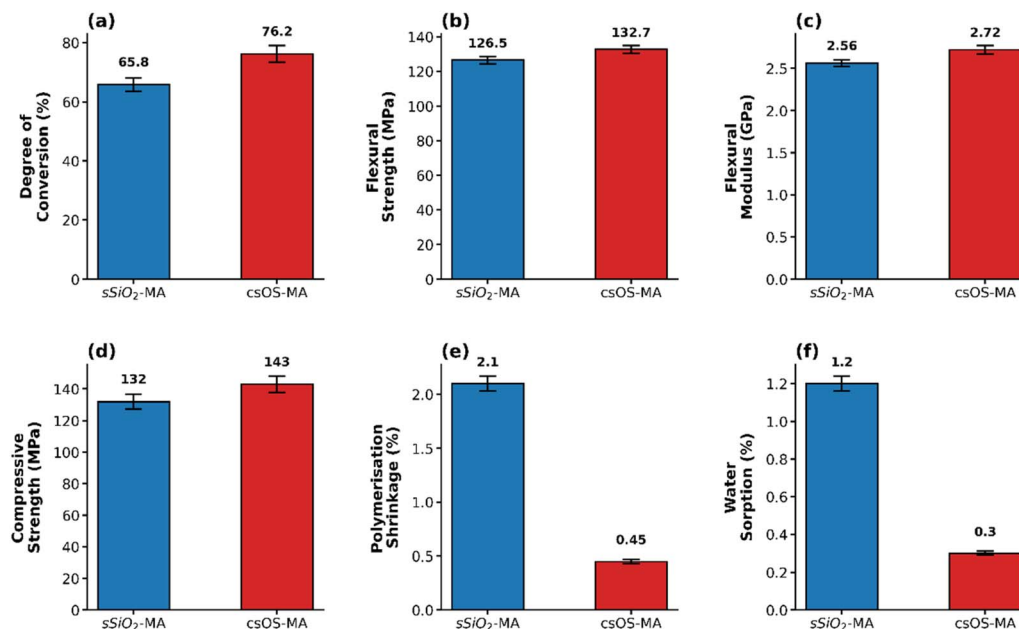 (a)
76.2
80
65.8
60
40
20
0
Degree of
Conversion (%)
sSiO₂-MA
csOS-MA
(b)
132.7
140
126.5
120
100
80
60
40
20
0
Flexural
Strength (MPa)
sSiO₂-MA
csOS-MA
(c)
2.72
2.56
2.5
2.0
1.5
1.0
0.5
0.0
Flexural
Modulus (GPa)
sSiO₂-MA
csOS-MA
(d)
143
132
140
120
100
80
60
40
20
0
Compressive
Strength (MPa)
sSiO₂-MA
csOS-MA
(e)
2.1
2.0
1.5
1.0
0.45
0.5
0.0
Polymerisation
Shrinkage (%)
sSiO₂-MA
csOS-MA
(f)
1.2
1.2
1.0
0.8
0.6
0.4
0.3
0.2
0.0
Water
Sorption (%)
sSiO₂-MA
csOS-MA